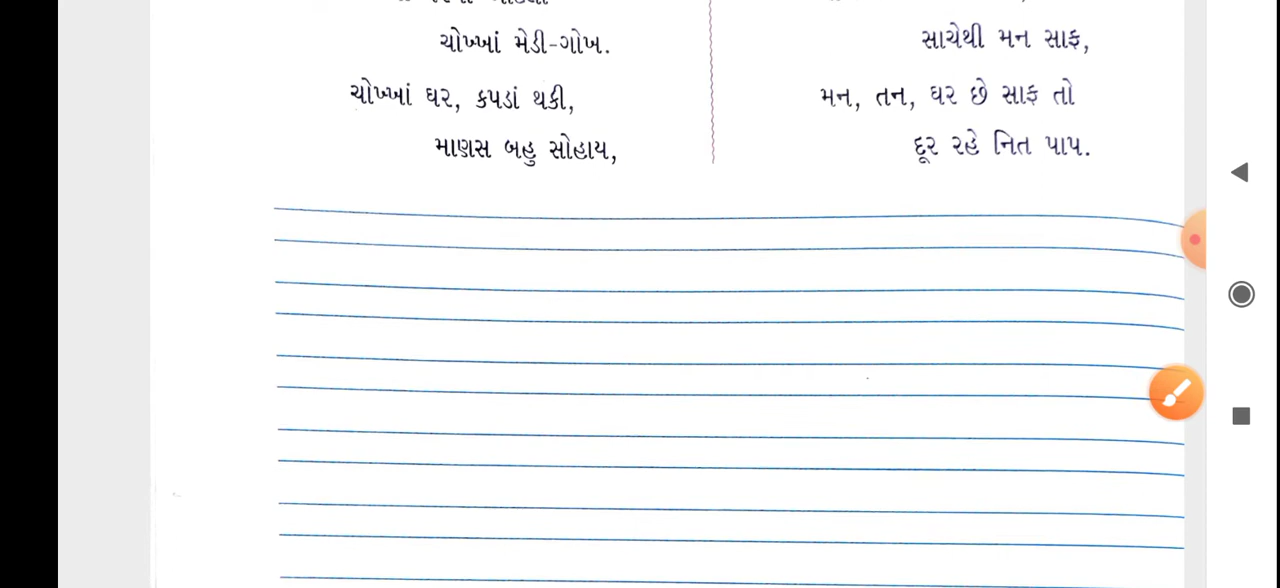 ચોખ્ખાં મેડી-ગોખ.
ચોખ્ખાં ઘર, કપડાં થકી,
માણસ બહુ સોહાય,
સાચેથી મન સાફ,
મન, તન, ઘર છે સાફ તો
દૂર રહે નિત પાપ.